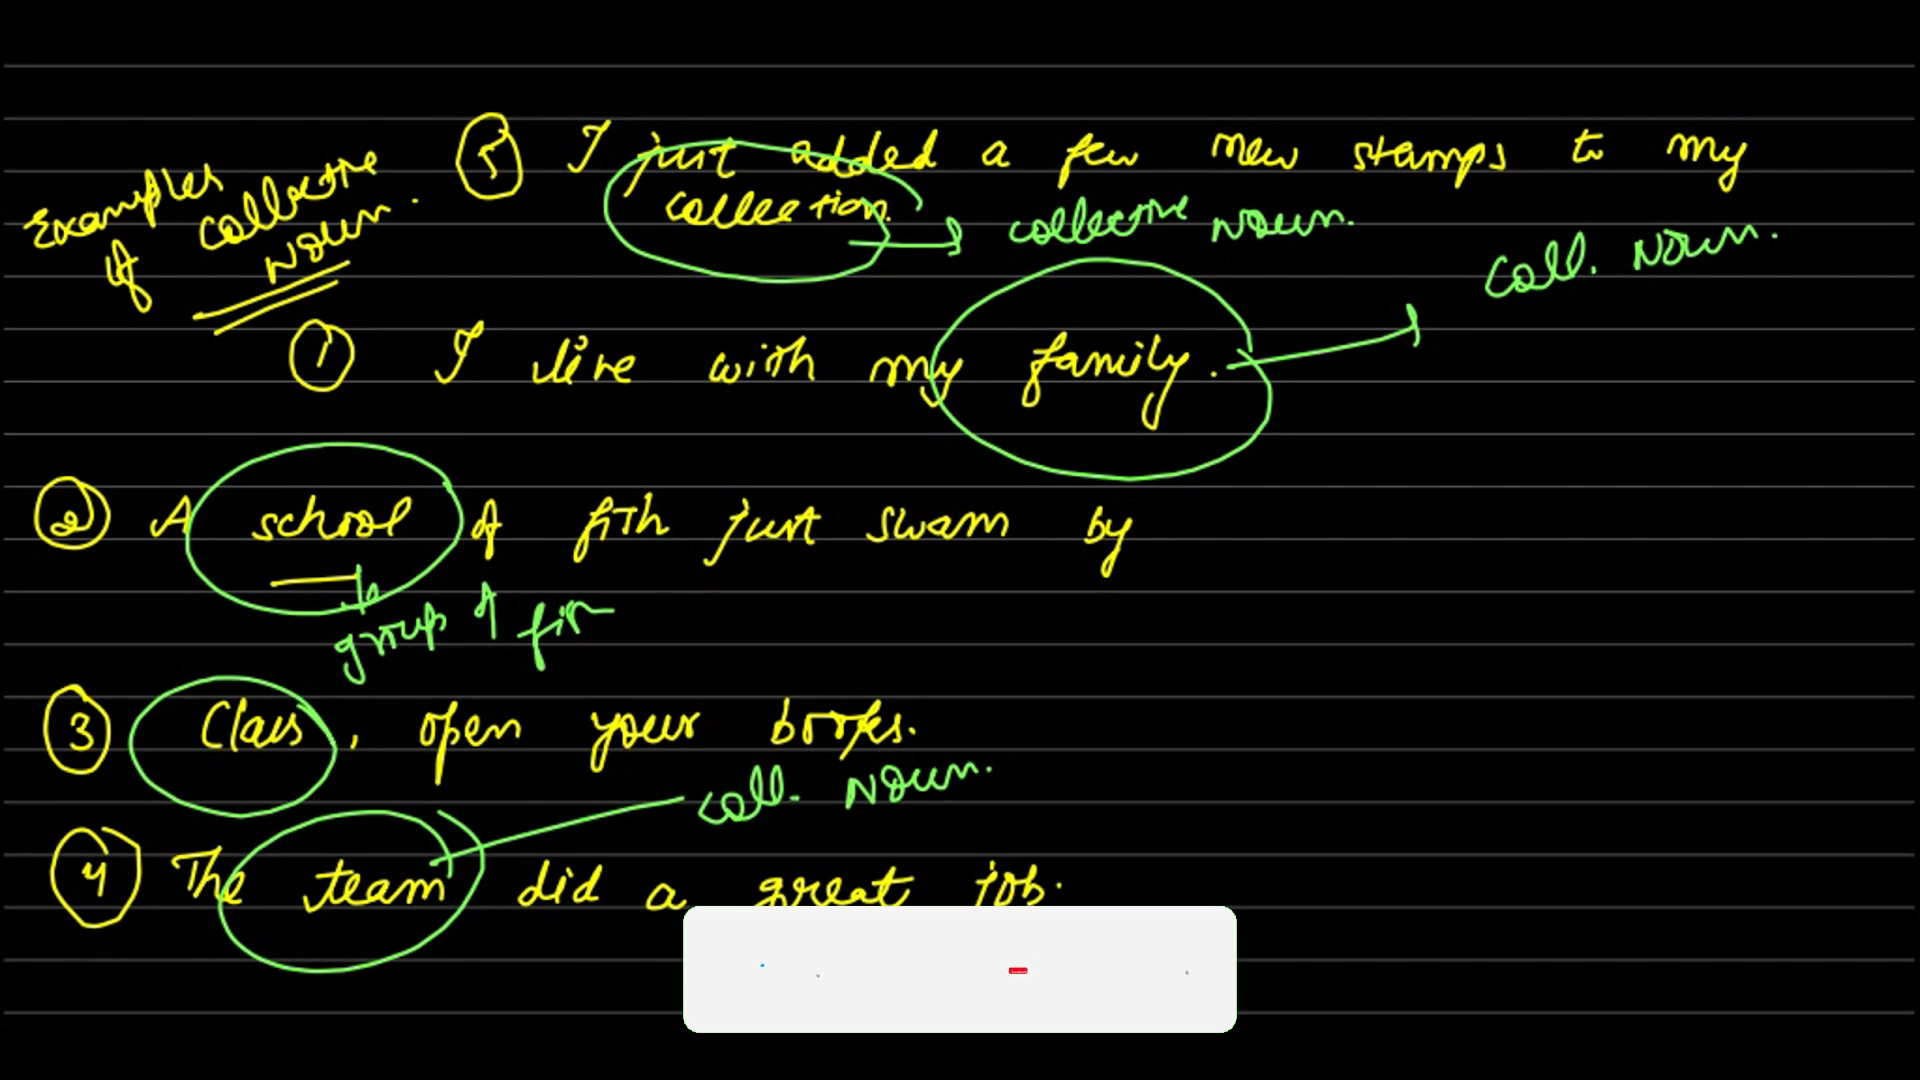 Examples of collective Noun.
⑤ I just added a few new stamps to my
collection. → collective Noun.
① I live with my family. → Coll. Noun.
② A school of fish just swam by
group of fis
③ Class, open your books.
④ The team did a great job.
coll. Noun.